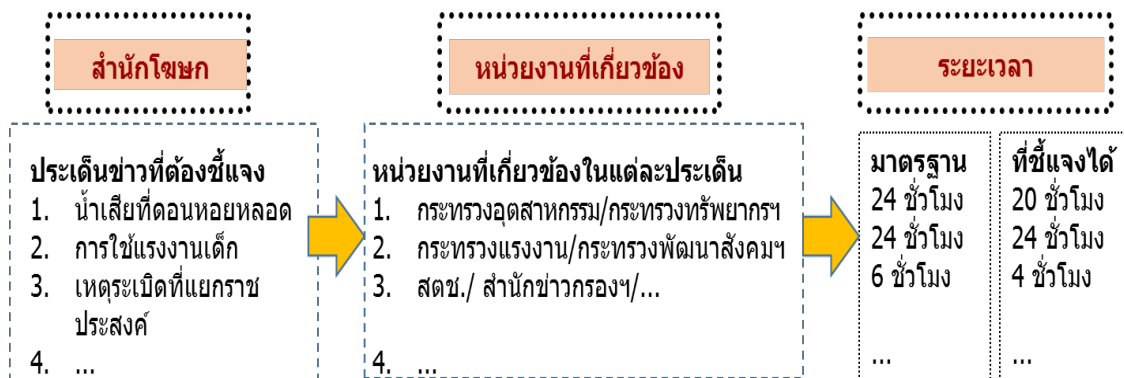 สำนักโฆษก
หน่วยงานที่เกี่ยวข้อง
ระยะเวลา
ประเด็นข่าวที่ต้องชี้แจง
1. น้ำเสียที่ดอนหอยหลอด
2. การใช้แรงงานเด็ก
3. เหตุระเบิดที่แยกราช
ประสงค์
4. ...
หน่วยงานที่เกี่ยวข้องในแต่ละประเด็น
1. กระทรวงอุตสาหกรรม/กระทรวงทรัพยากรฯ
2. กระทรวงแรงงาน/กระทรวงพัฒนาสังคมฯ
3. สตช./ สำนักข่าวกรองฯ/...
4. ...
มาตรฐาน
24 ชั่วโมง
24 ชั่วโมง
6 ชั่วโมง
...
ที่ชี้แจงได้
20 ชั่วโมง
24 ชั่วโมง
4 ชั่วโมง
...